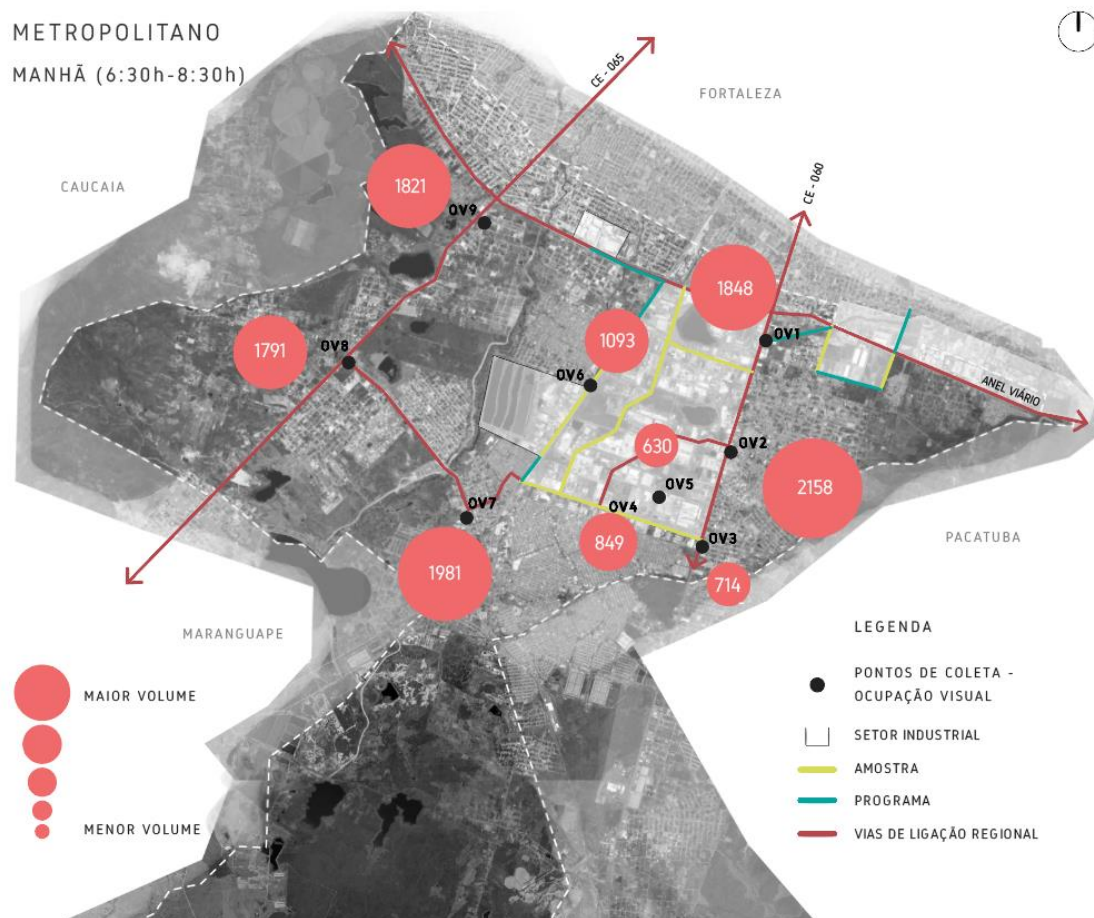 METROPOLITANO
MANHÃ (6:30h-8:30h)
CE - 065
FORTALEZA
CAUCAIA
1821
OV9
CE - 060
1848
1791
OV8
1093
OV1
OV6
ANEL VIÁRIO
630
OV2
2158
OV5
OV4
OV7
OV3
849
PACATUBA
1981
714
MARANGUAPE
LEGENDA
PONTOS DE COLETA -
OCUPAÇÃO VISUAL
SETOR INDUSTRIAL
AMOSTRA
PROGRAMA
VIAS DE LIGAÇÃO REGIONAL
MAIOR VOLUME
MENOR VOLUME